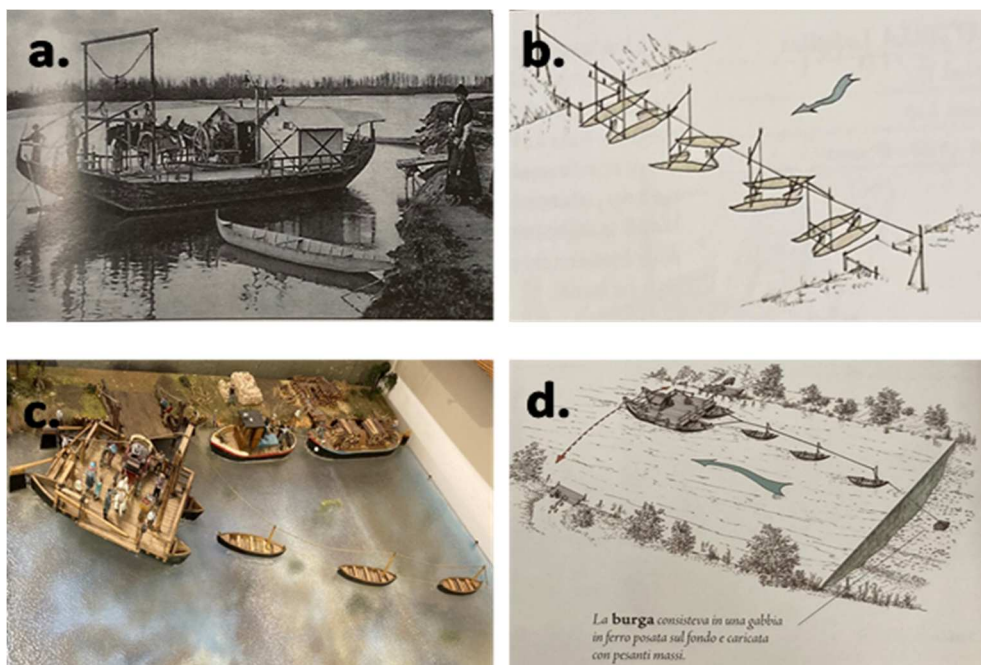 a.
b.
c.
d.
La burga consisteva in una gabbia
in ferro posata sul fondo e caricata
con pesanti massi.